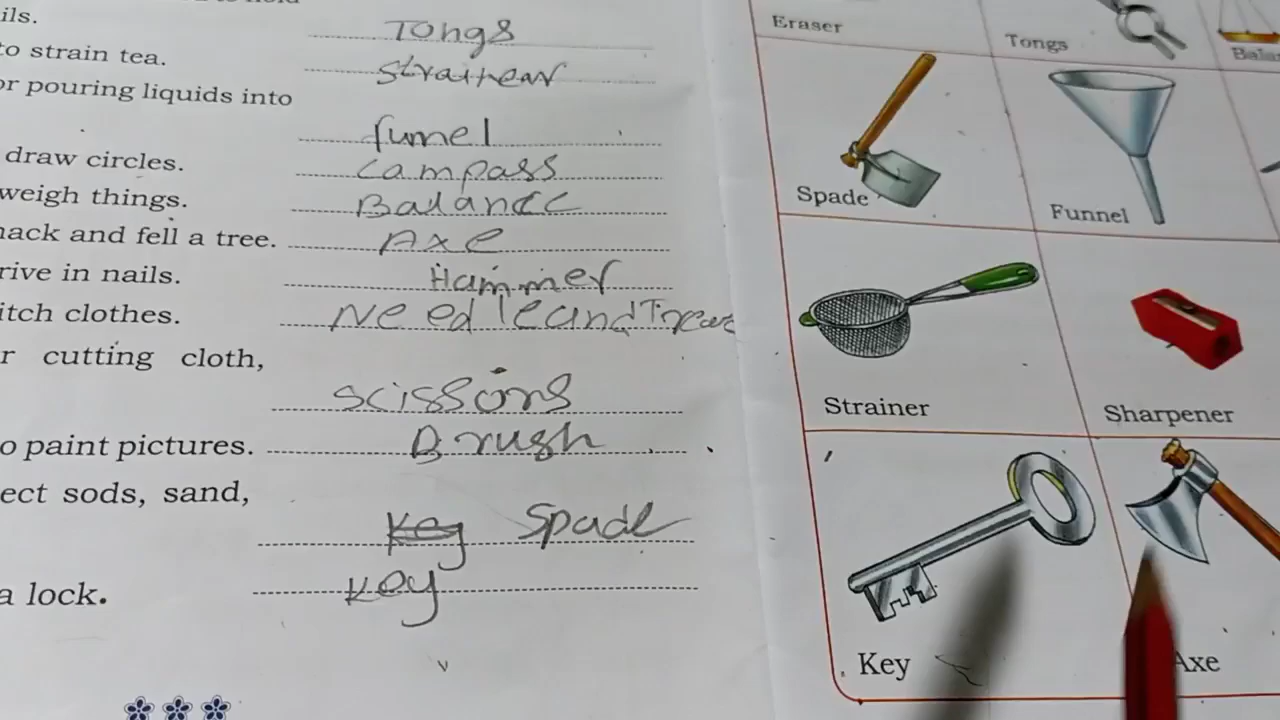 ils.
Tongs
to strain tea.
Strainear
or pouring liquids into
funel
draw circles.
Campass
weigh things.
Balance
hack and fell a tree.
Axe
rive in nails.
Hammer
itch clothes.
Needle and
r cutting cloth,
scissors
o paint pictures.
Brush
ect sods, sand,
Key Spade
a lock.
Key
Eraser
Tongs
Balan
Spade
Funnel
Strainer
Sharpener
Key
Axe